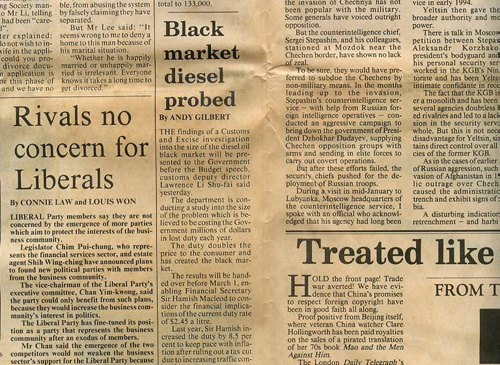 ng Society
Mr Li, telling
d had been
er explained:
do not wish to in-
wife in the appli-
could you pro-
r divorce docu-
n application is
be this phase of
and we have no
ble, from abusing the system
by falsely claiming they have
separated.
But Mr Lee said: "It
seems wrong to me to deny a
home to this man because of
his marital situation.
"Whether he is happily
married or unhappily mar-
ried is irrelevant. Everyone
knows it takes a long time to
get divorced."
Rivals no
concern for
Liberals
By CONNIE LAW and LOUIS WON
LIBERAL Party members say they are not
concerned by the emergence of more parties
which aim to protect the interests of the busi-
ness community.
Legislator Chim Pui-chung, who repre-
sents the financial services sector, and estate
agent Shih Wing-ching have announced plans
to found new political parties with members
from the business community.
The vice-chairman of the Liberal Party's
executive committee, Chan Yim-kwong, said
the party could only benefit from such plans,
because they would increase the business com-
munity's interest in politics.
The Liberal Party has fine-tuned its posi-
tion as a party that represents the business
community after an exodus of members.
Mr Chan said the emergence of the two
competitors would not weaken the business
sector's support for the Liberal Party because
total to 133,000.
Black
market
diesel
probed
By ANDY GILBERT
THE findings of a Customs
and Excise investigation
into the size of the diesel oil
black market will be pre-
sented to the Government
before the Budget speech,
customs deputy director
Lawrence Li Shu-fai said
yesterday.
The department is con-
ducting a study into the size
of the problem which is be-
lieved to be costing the Gov-
ernment millions of dollars
in lost duty each year.
The duty doubles the
price to the consumer and
has created the black mar-
ket.
The results will be hand-
ed over before March 1, en-
abling Financial Secretary
Sir Hamish Macleod to con-
sider the financial implica-
tions of the current duty rate
of $2.45 a litre.
Last year, Sir Hamish in-
creased the duty by 8.5 per
cent to keep pace with infla-
tion after ruling out a tax cut
due to increasing traffic con-
the invasion of Chechnya has not
been popular with the military.
Some generals have voiced outright
opposition.
But the counterintelligence chief,
Sergei Stepashin, and his colleagues,
stationed at Mozdok near the
Chechen border, have shown no lack
of zeal.
To be sure, they would have pre-
ferred to subdue the Chechens by
non-military means. In the months
leading up to the invasion,
Stepashin's counterintelligence ser-
vice – with help from Russian for-
eign intelligence operatives – con-
ducted an aggressive campaign to
bring down the government of Presi-
dent Dzhokhar Dudayev, supplying
Chechen opposition groups with
arms and sending in elite forces to
carry out covert operations.
But after these efforts failed, the
security chiefs pushed for the de-
ployment of Russian troops.
During a visit in mid-January to
Lubyanka, Moscow headquarters of
the counterintelligence service, I
spoke with an official who acknowl-
edged that his agency had long been
vice in early 1994.
Yeltsin then gave the
broader authority and m
power.
There is talk in Moscow
petition between Stepas
Aleksandr Korzhak
president's bodyguard
his personal security ser
worked in the KGB's
torate and has been Yeltsi
intimate confidante in rec
The fact that the KGB
er a monolith and has been
several agencies doubtless
ed rivalries and led to a lack
sion in the security serv
whole. But this is not nec
disadvantage for Yeltsin, sin
tains direct control over all
cies of the former KGB.
As in the cases of earlier
of Russian aggression, such
vasion of Afghanistan in 19
lic outrage over Chec
caused the administratio
trench and exhibit signs of
bia.
A disturbing indication
retrenchment – and harb
Treated like
FROM T
HOLD the front page! Trade
war averted! We have evi-
dence that China's promises
to respect foreign copyright have
been in good faith all along.
Proof positive from Beijing itself,
where veteran China watcher Clare
Hollingworth has been paid royalties
on the sales of a pirated translation
of her 70s book Mao and the Men
Against Him.
The London Daily Telegraph's